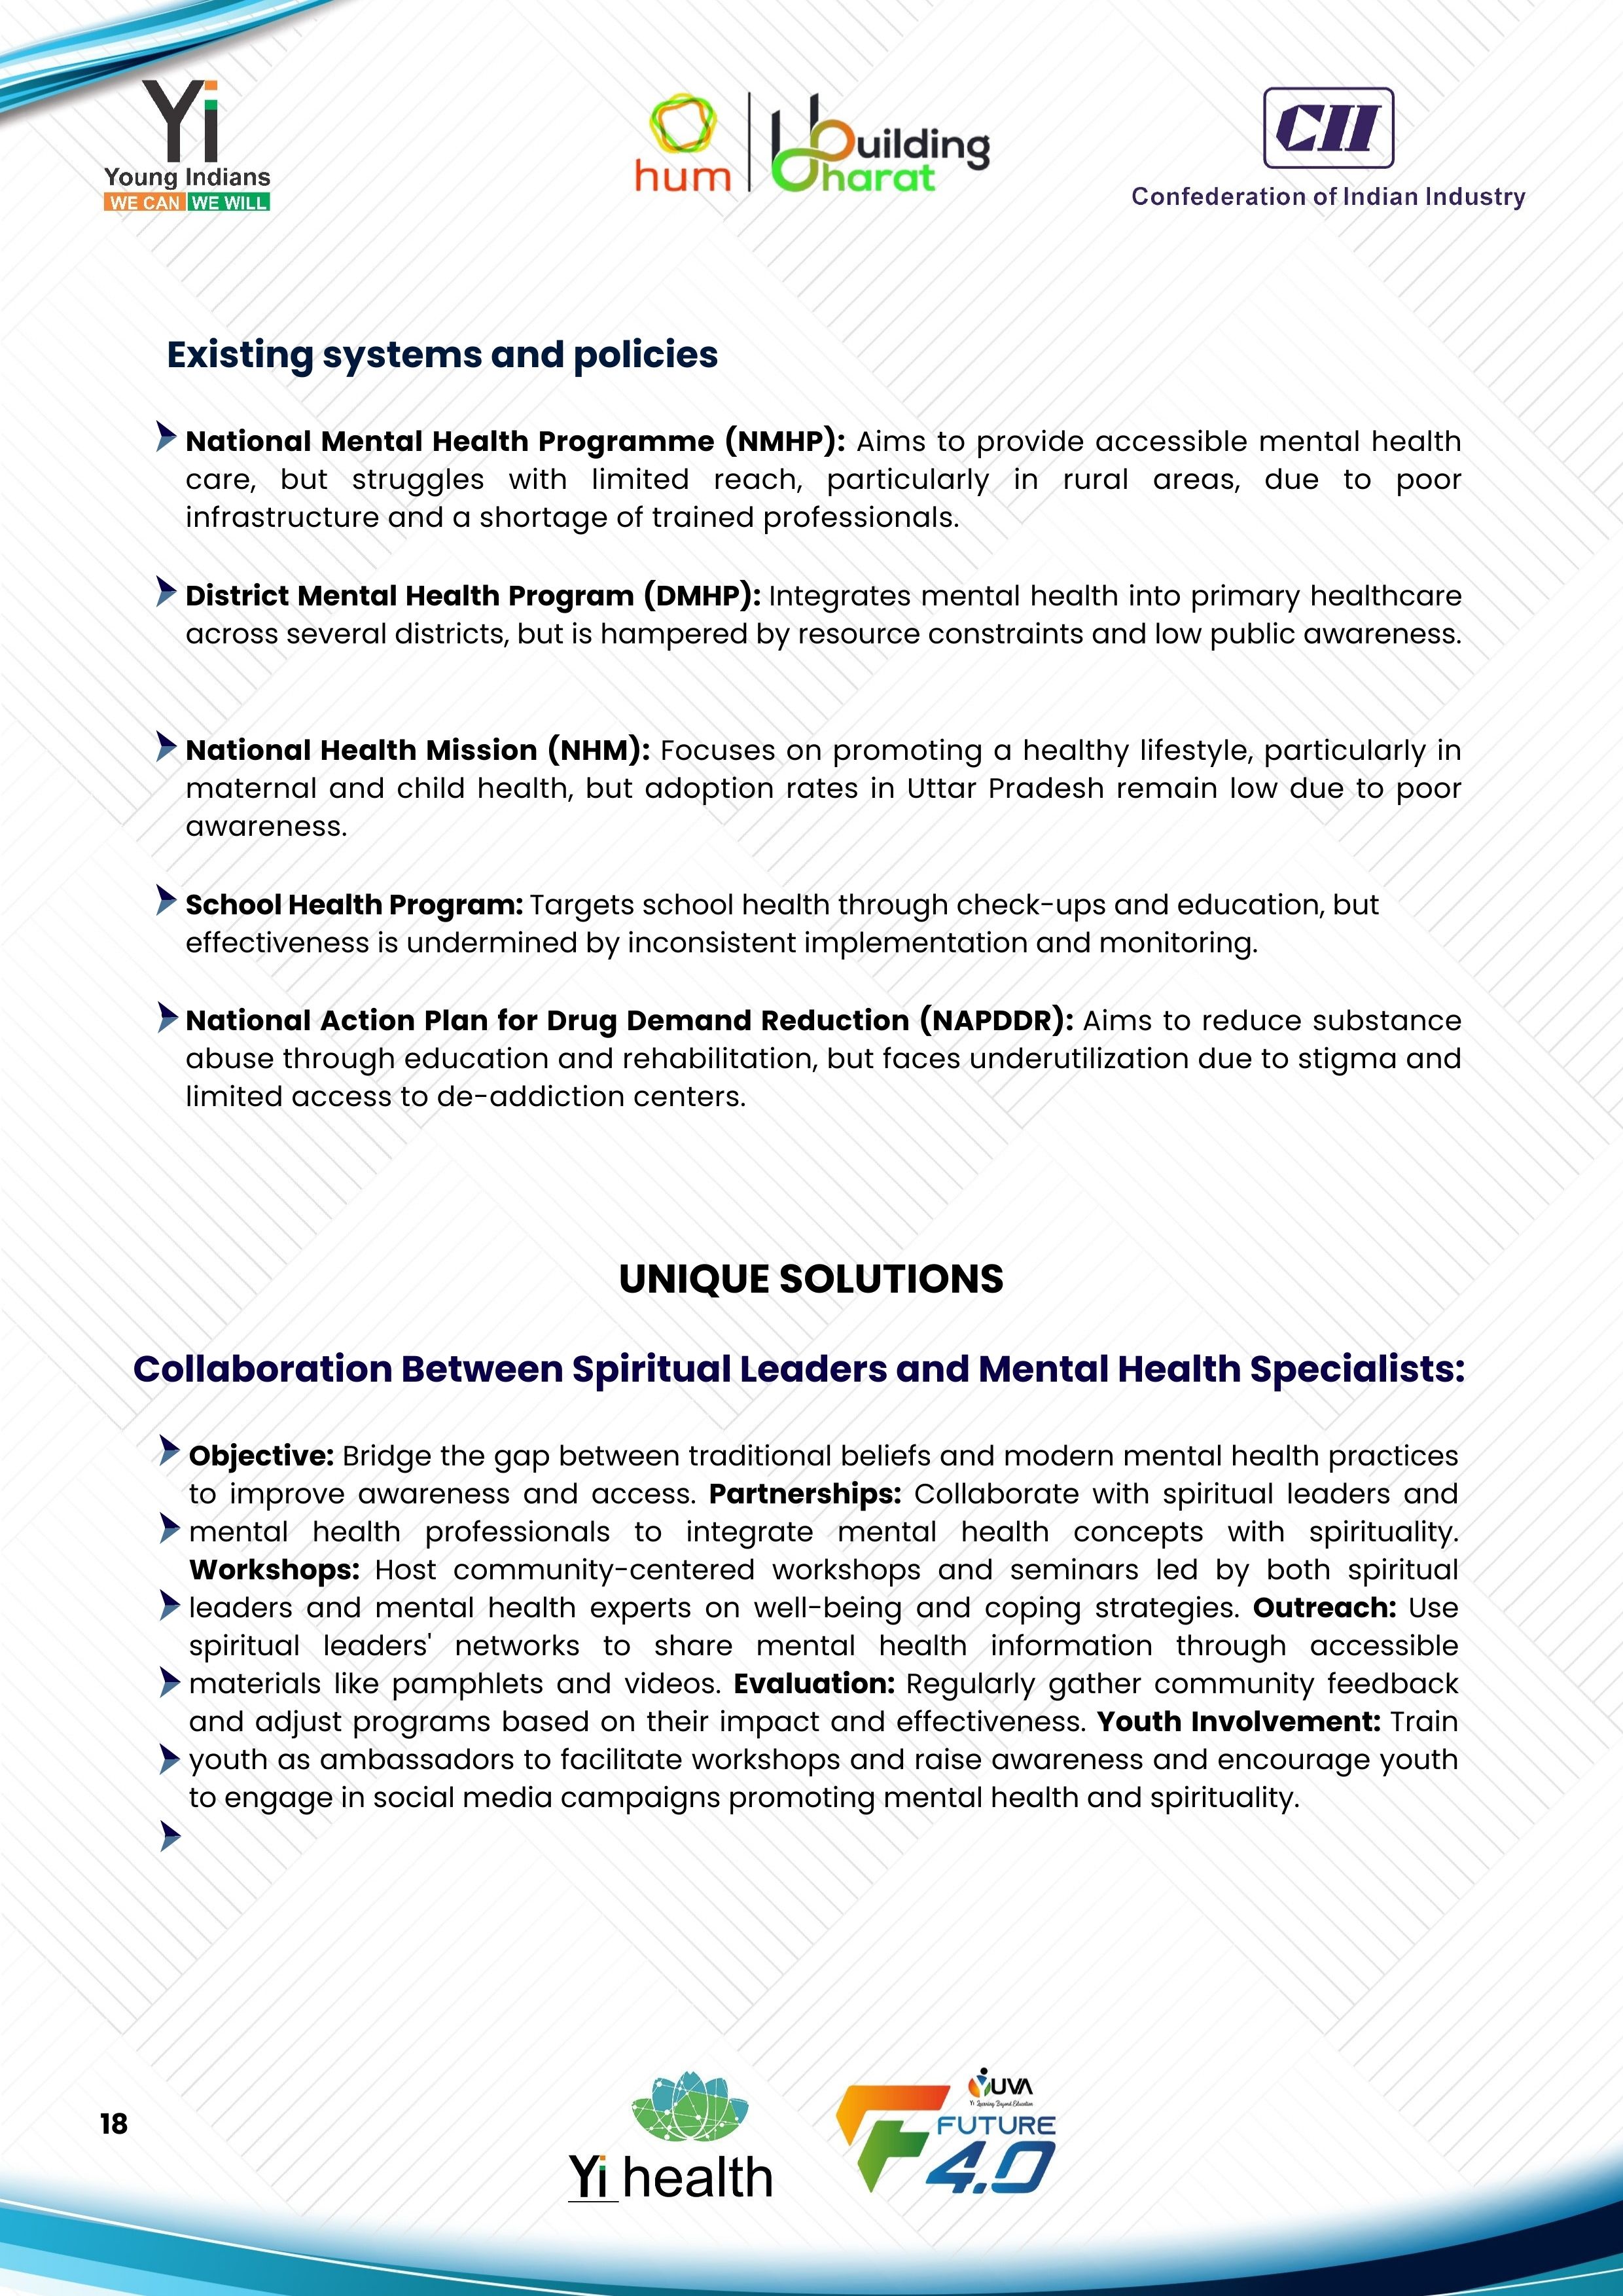 Yi
Young Indians
WE CAN WE WILL
hum
Building
Bharat
CII
Confederation of Indian Industry
Existing systems and policies
National Mental Health Programme (NMHP): Aims to provide accessible mental health
care, but struggles with limited reach, particularly in rural areas, due to poor
infrastructure and a shortage of trained professionals.
District Mental Health Program (DMHP): Integrates mental health into primary healthcare
across several districts, but is hampered by resource constraints and low public awareness.
National Health Mission (NHM): Focuses on promoting a healthy lifestyle, particularly in
maternal and child health, but adoption rates in Uttar Pradesh remain low due to poor
awareness.
School Health Program: Targets school health through check-ups and education, but
effectiveness is undermined by inconsistent implementation and monitoring.
National Action Plan for Drug Demand Reduction (NAPDDR): Aims to reduce substance
abuse through education and rehabilitation, but faces underutilization due to stigma and
limited access to de-addiction centers.
UNIQUE SOLUTIONS
Collaboration Between Spiritual Leaders and Mental Health Specialists:
Objective: Bridge the gap between traditional beliefs and modern mental health practices
to improve awareness and access. Partnerships: Collaborate with spiritual leaders and
mental health professionals to integrate mental health concepts with spirituality.
Workshops: Host community-centered workshops and seminars led by both spiritual
leaders and mental health experts on well-being and coping strategies. Outreach: Use
spiritual leaders' networks to share mental health information through accessible
materials like pamphlets and videos. Evaluation: Regularly gather community feedback
and adjust programs based on their impact and effectiveness. Youth Involvement: Train
youth as ambassadors to facilitate workshops and raise awareness and encourage youth
to engage in social media campaigns promoting mental health and spirituality.
18
Yi health
YUVA
Yi Learning Beyond Education
FUTURE
4.0